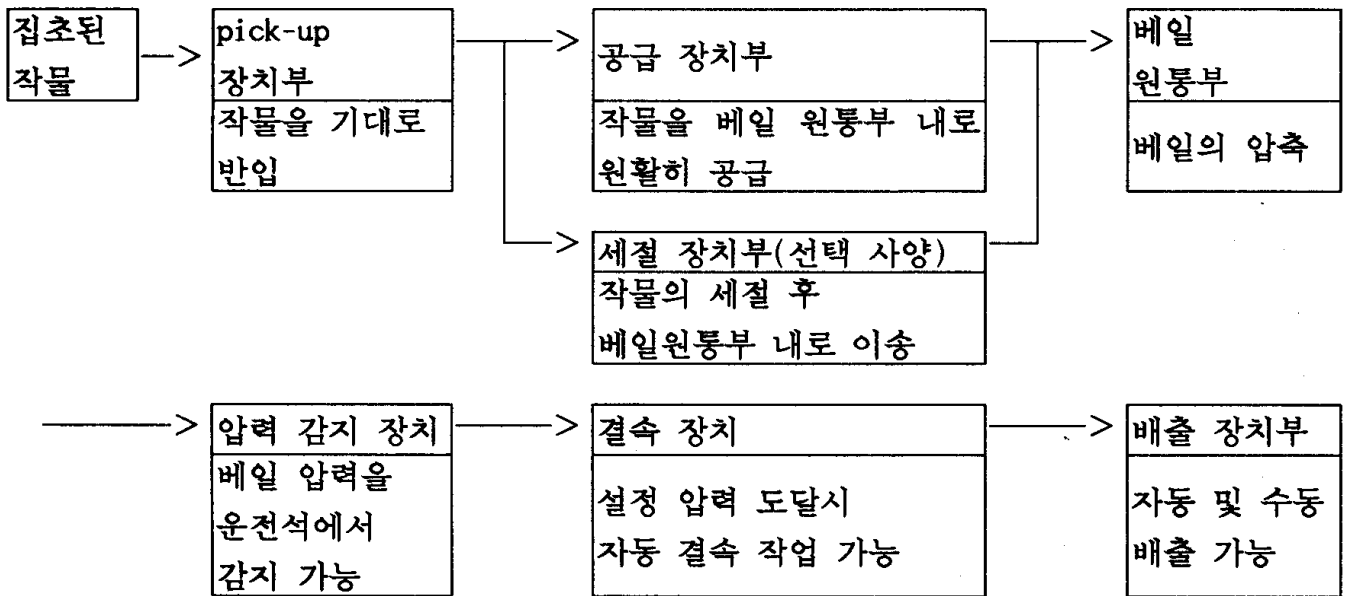 집초된
작물
pick-up
장치부
작물을 기대로
반입
공급 장치부
작물을 베일 원통부 내로
원활히 공급
세절 장치부(선택 사양)
작물의 세절 후
베일원통부 내로 이송
베일
원통부
베일의 압축
압력 감지 장치
베일 압력을
운전석에서
감지 가능
결속 장치
설정 압력 도달시
자동 결속 작업 가능
배출 장치부
자동 및 수동
배출 가능